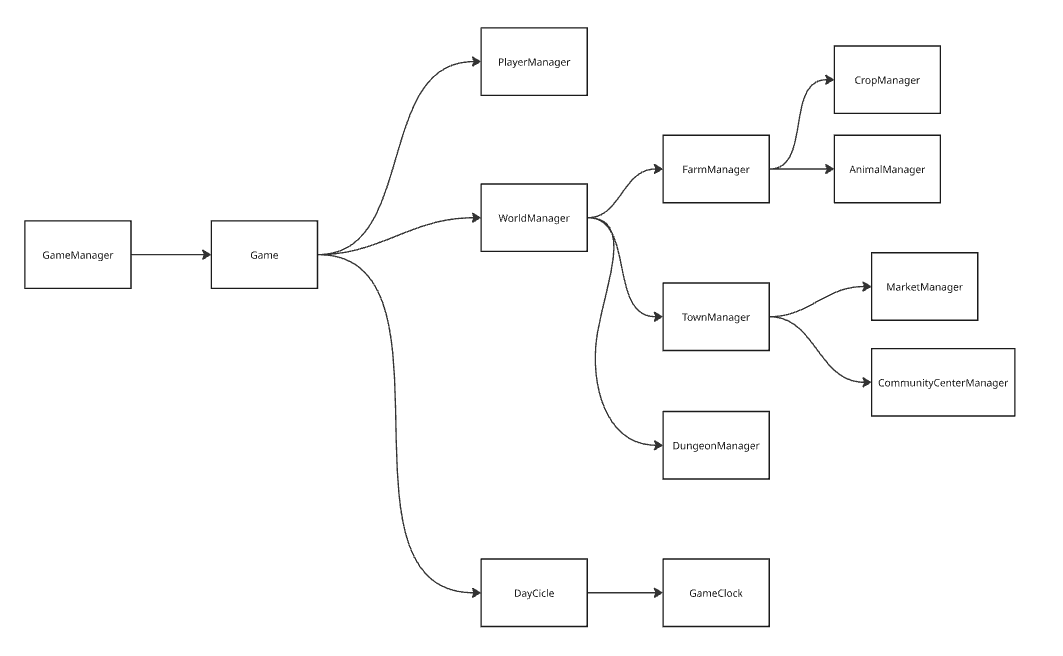 PlayerManager
CropManager
FarmManager
AnimalManager
WorldManager
GameManager
Game
MarketManager
TownManager
CommunityCenterManager
DungeonManager
DayCicle
GameClock